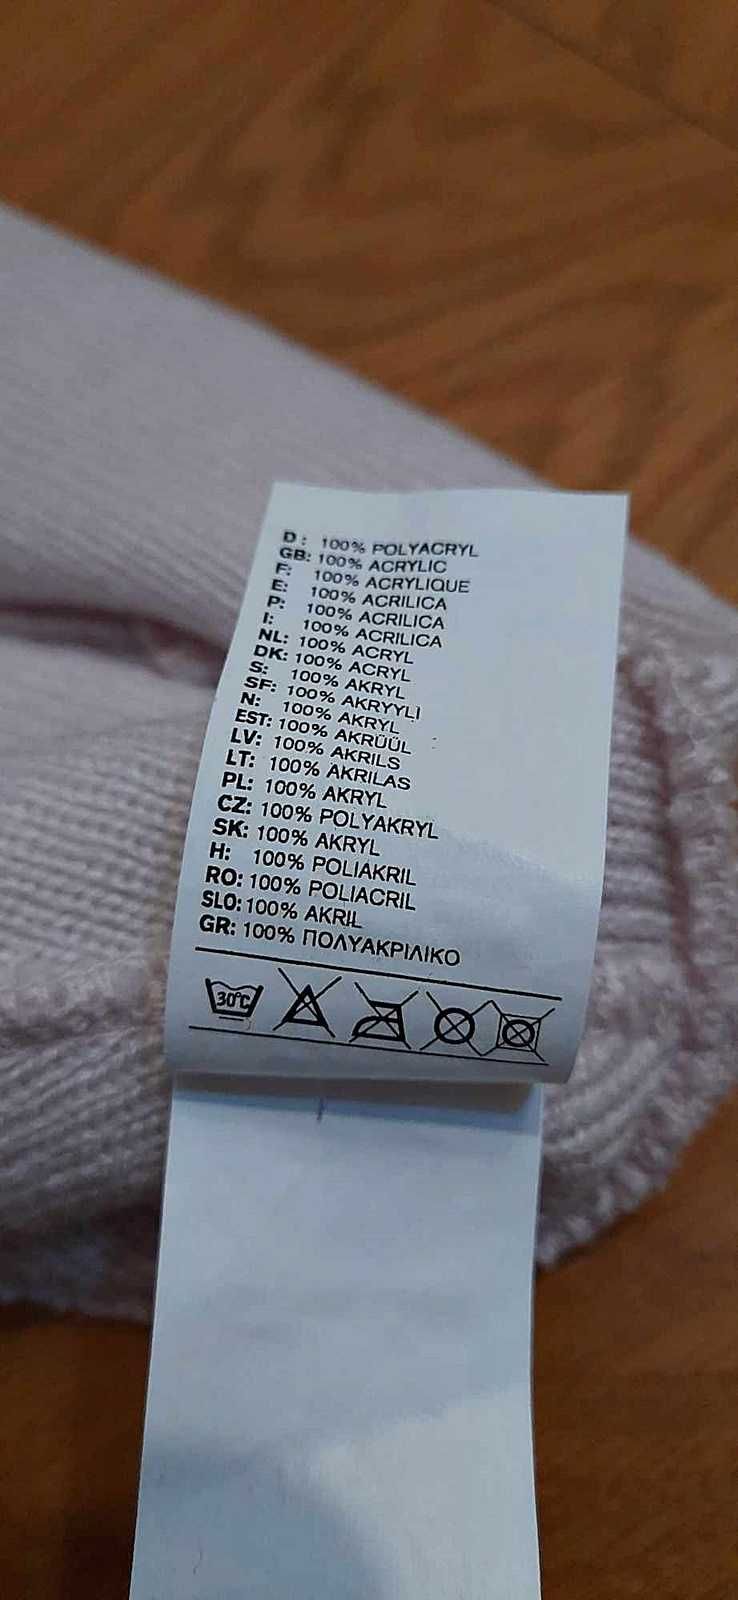 D: 100% POLYACRYL
GB: 100% ACRYLIC
F: 100% ACRYLIQUE
E: 100% ACRILICA
P: 100% ACRILICA
I: 100% ACRILICA
NL: 100% ACRYL
DK: 100% ACRYL
S: 100% AKRYL
SF: 100% AKRYYLI
N: 100% AKRYL
EST: 100% AKRÜÜL
LV: 100% AKRILS
LT: 100% AKRILAS
PL: 100% AKRYL
CZ: 100% POLYAKRYL
SK: 100% AKRYL
H: 100% POLIAKRIL
RO: 100% POLIACRIL
SLO: 100% AKRIL
GR: 100% ΠΟΛΥΑΚΡΙΛΙΚΟ
30°C